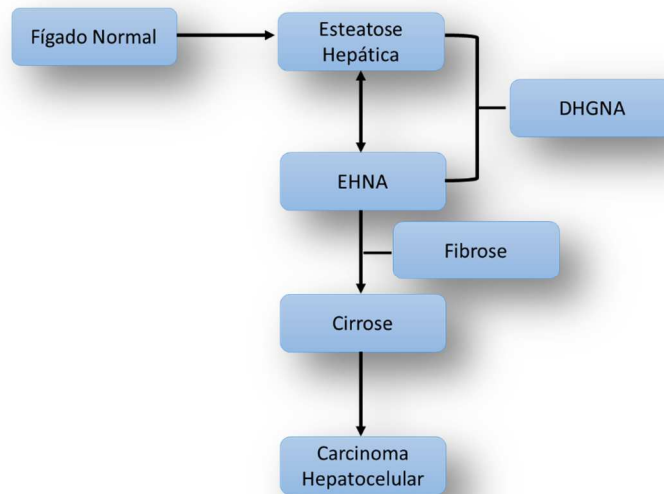 Fígado Normal
Esteatose
Hepática
DHGNA
EHNA
Fibrose
Cirrose
Carcinoma
Hepatocelular